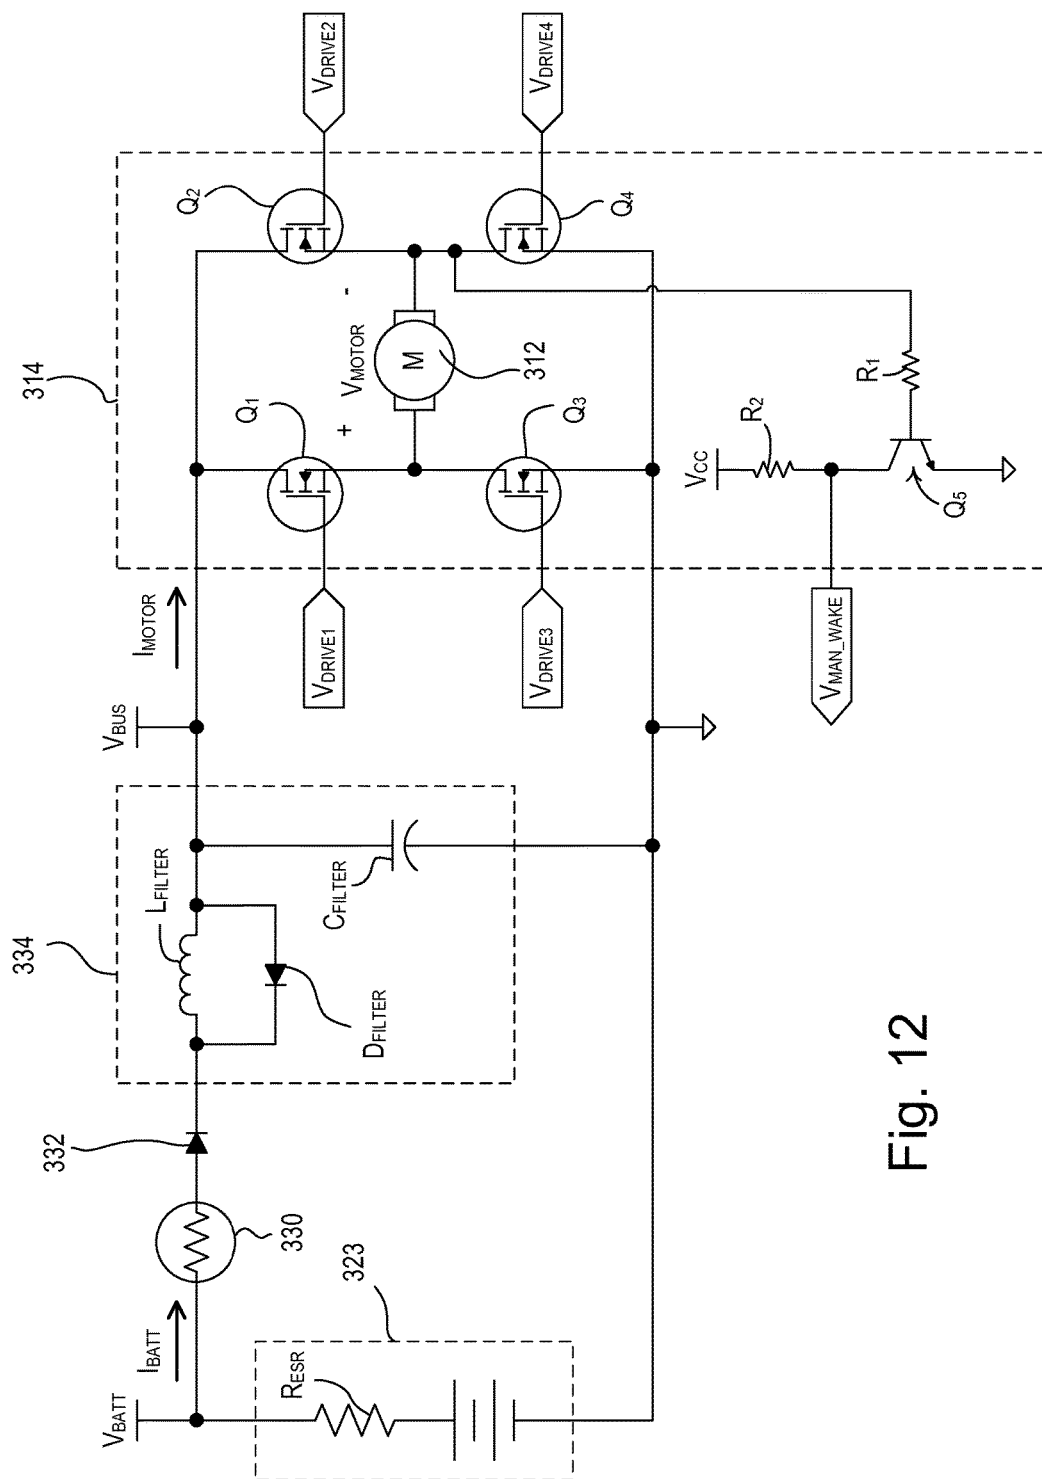 VBATT
IBATT
330
332
334
LFILTER
DFILTER
CFILTER
VBUS
IMOTOR
314
RESR
323
Q1
Q2
VDRIVE1
VDRIVE2
+
VMOTOR
-
M
312
Q3
Q4
VDRIVE3
VDRIVE4
VCC
R2
R1
Q5
VMAN_WAKE
Fig. 12